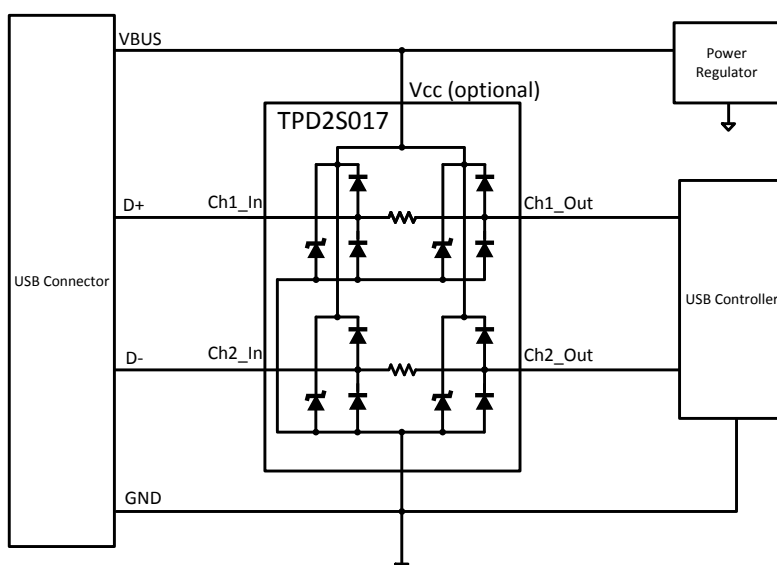 VBUS
Power
Regulator
Vcc (optional)
TPD2S017
D+
Ch1_In
Ch1_Out
USB Connector
USB Controller
D-
Ch2_In
Ch2_Out
GND